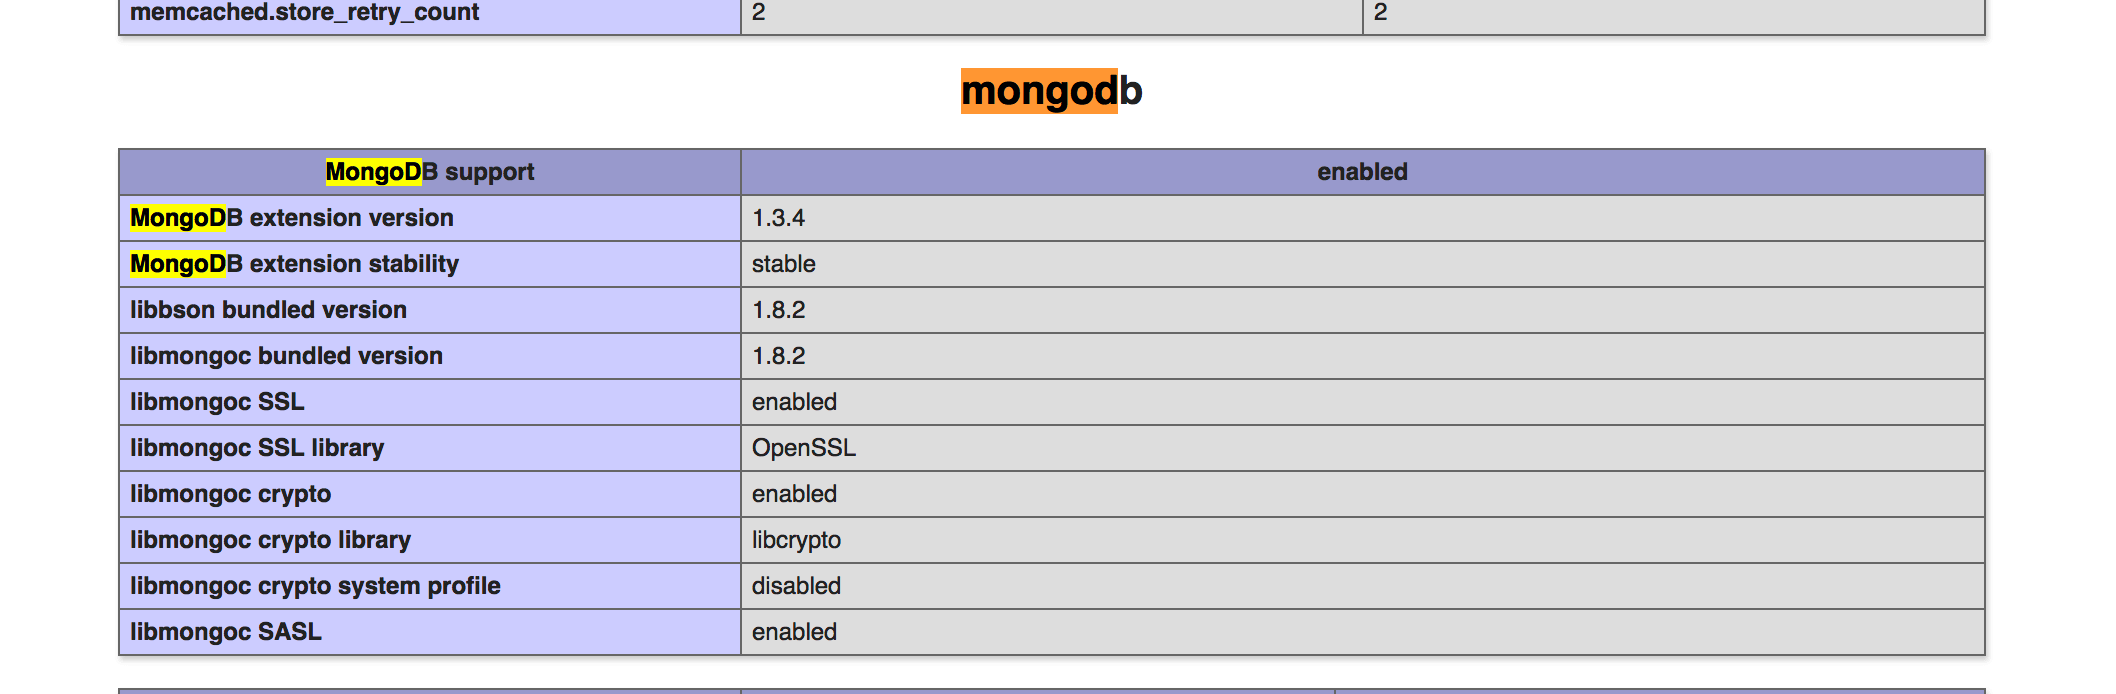 memcached.store_retry_count 2 2
mongodb
MongoDB support enabled
MongoDB extension version 1.3.4
MongoDB extension stability stable
libbson bundled version 1.8.2
libmongoc bundled version 1.8.2
libmongoc SSL enabled
libmongoc SSL library OpenSSL
libmongoc crypto enabled
libmongoc crypto library libcrypto
libmongoc crypto system profile disabled
libmongoc SASL enabled